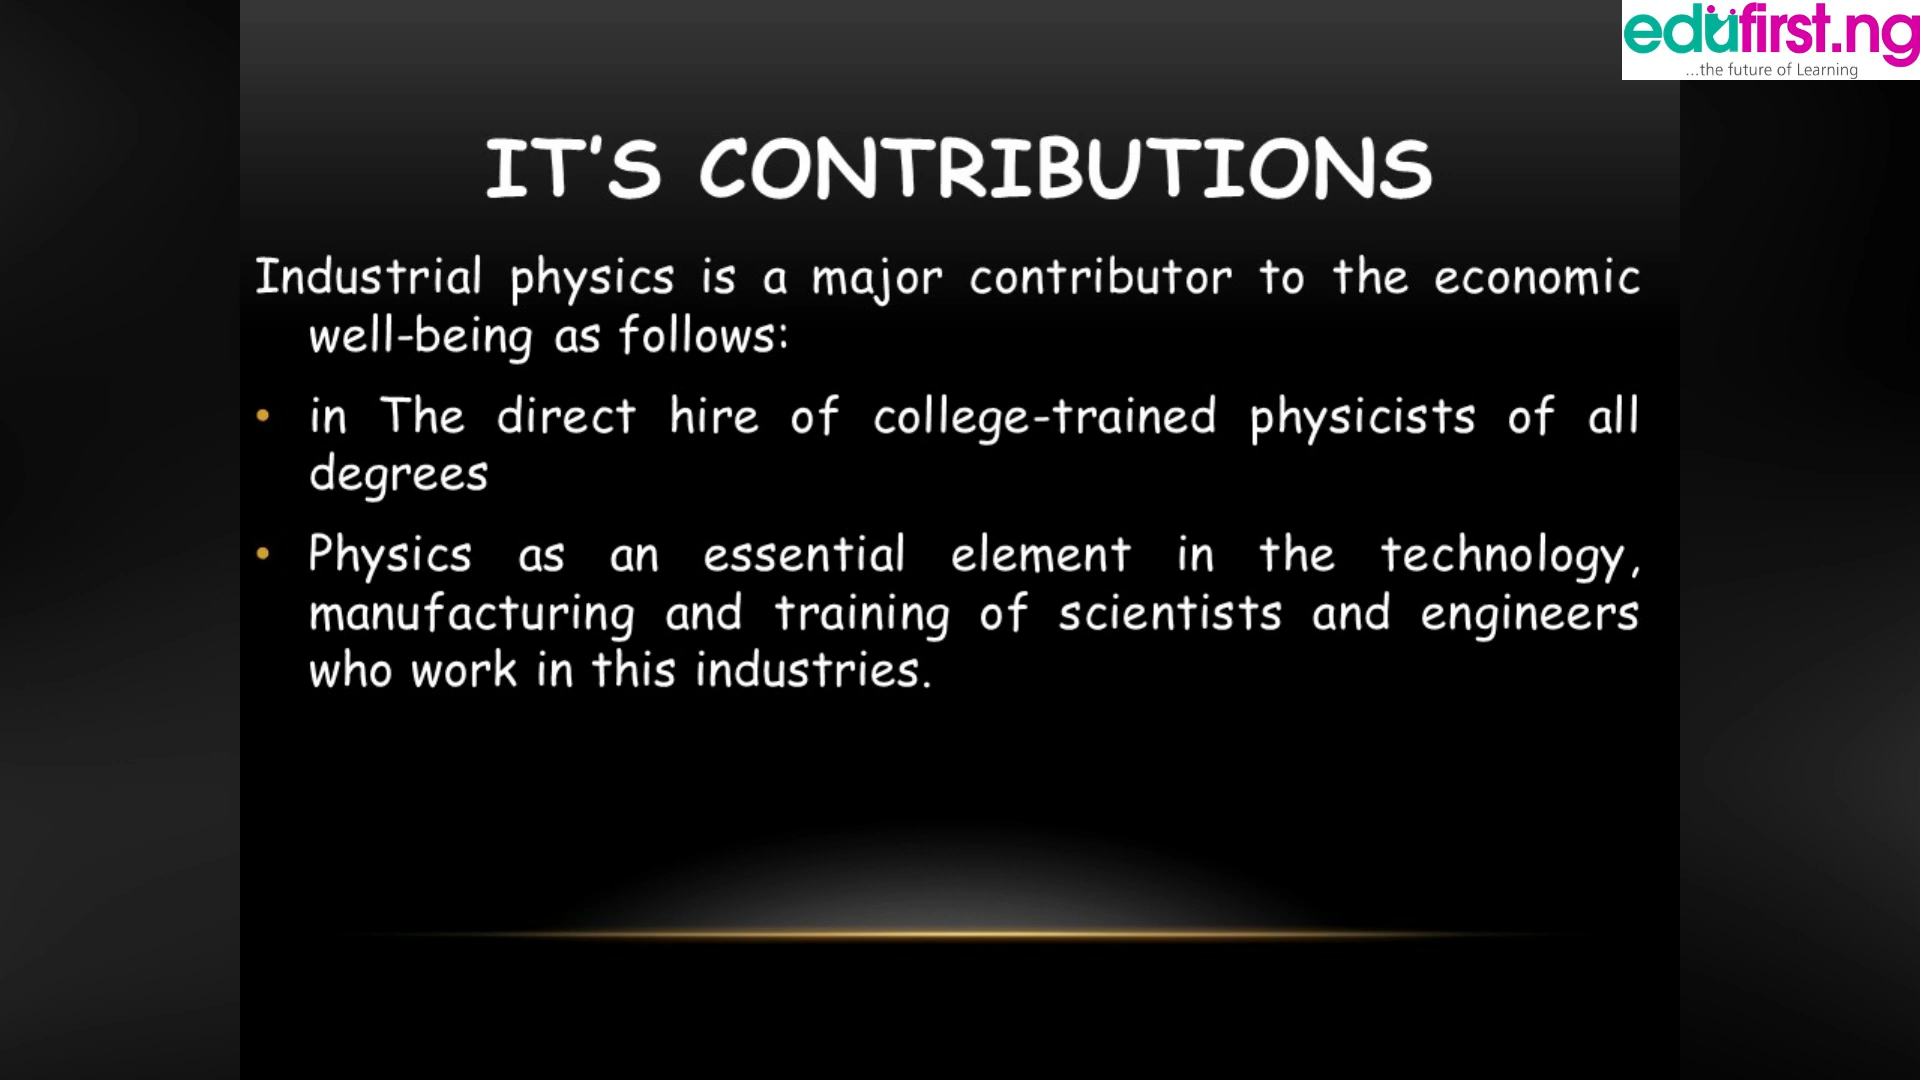 edufirst.ng
...the future of Learning
IT'S CONTRIBUTIONS
Industrial physics is a major contributor to the economic
well-being as follows:
• in The direct hire of college-trained physicists of all
degrees
• Physics as an essential element in the technology,
manufacturing and training of scientists and engineers
who work in this industries.